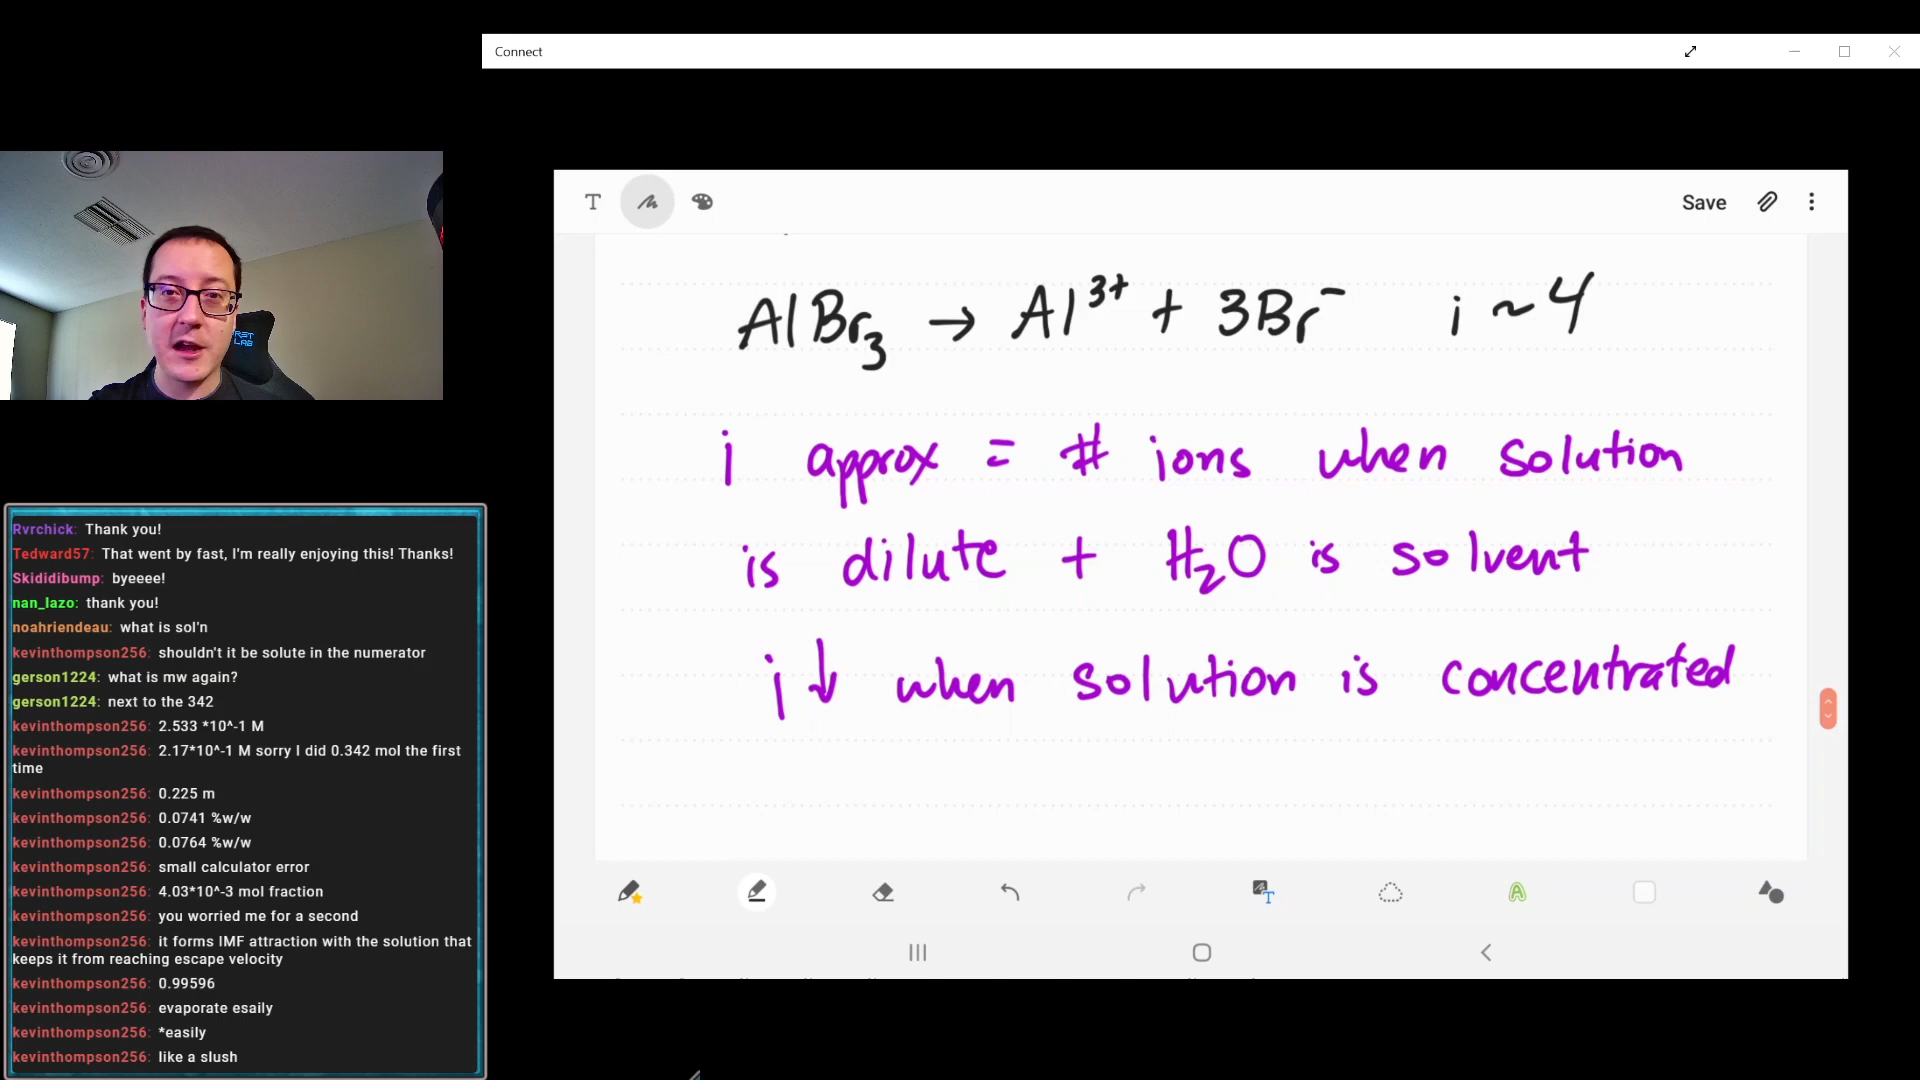 Connect
T
Save
AlBr₃ → Al³⁺ + 3Br⁻ i ~ 4
i approx = # ions when solution
is dilute + H₂O is solvent
i ↓ when solution is concentrated
Rvrchick: Thank you!
Tedward57: That went by fast, I'm really enjoying this! Thanks!
Skididibump: byeeee!
nan_lazo: thank you!
noahriendeau: what is sol'n
kevinthompson256: shouldn't it be solute in the numerator
gerson1224: what is mw again?
gerson1224: next to the 342
kevinthompson256: 2.533 *10^-1 M
kevinthompson256: 2.17*10^-1 M sorry I did 0.342 mol the first
time
kevinthompson256: 0.225 m
kevinthompson256: 0.0741 %w/w
kevinthompson256: 0.0764 %w/w
kevinthompson256: small calculator error
kevinthompson256: 4.03*10^-3 mol fraction
kevinthompson256: you worried me for a second
kevinthompson256: it forms IMF attraction with the solution that
keeps it from reaching escape velocity
kevinthompson256: 0.99596
kevinthompson256: evaporate esaily
kevinthompson256: *easily
kevinthompson256: like a slush